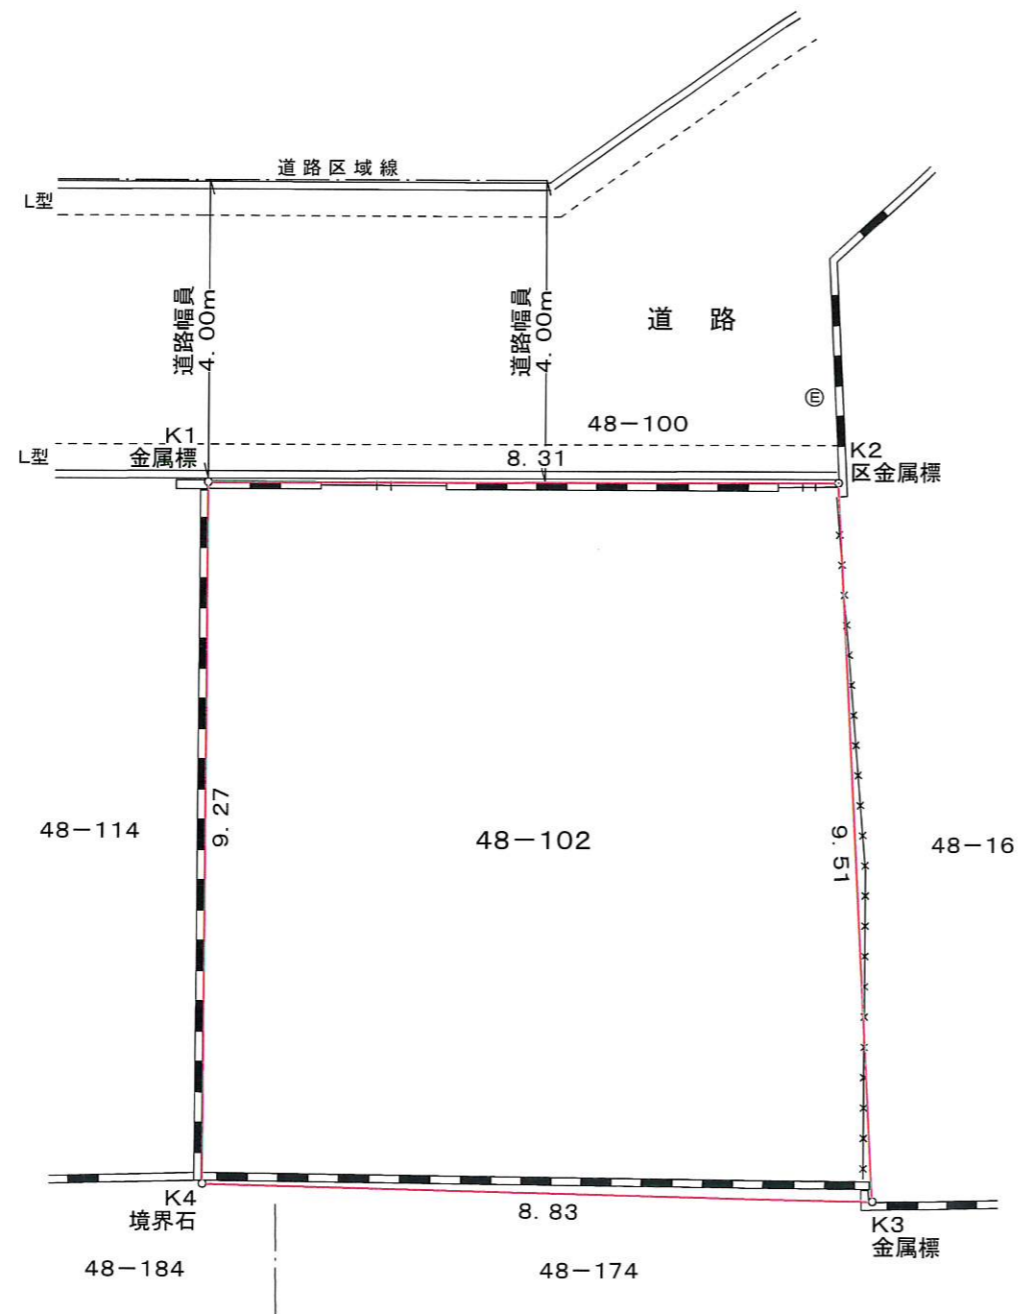 道路区域線
L型
道路幅員
4.00m
道路幅員
4.00m
道 路
Ⓔ
48-100
K1
金属標
L型
8.31
K2
区金属標
48-114
9.27
48-102
9.51
48-16
K4
境界石
8.83
K3
金属標
48-184
48-174